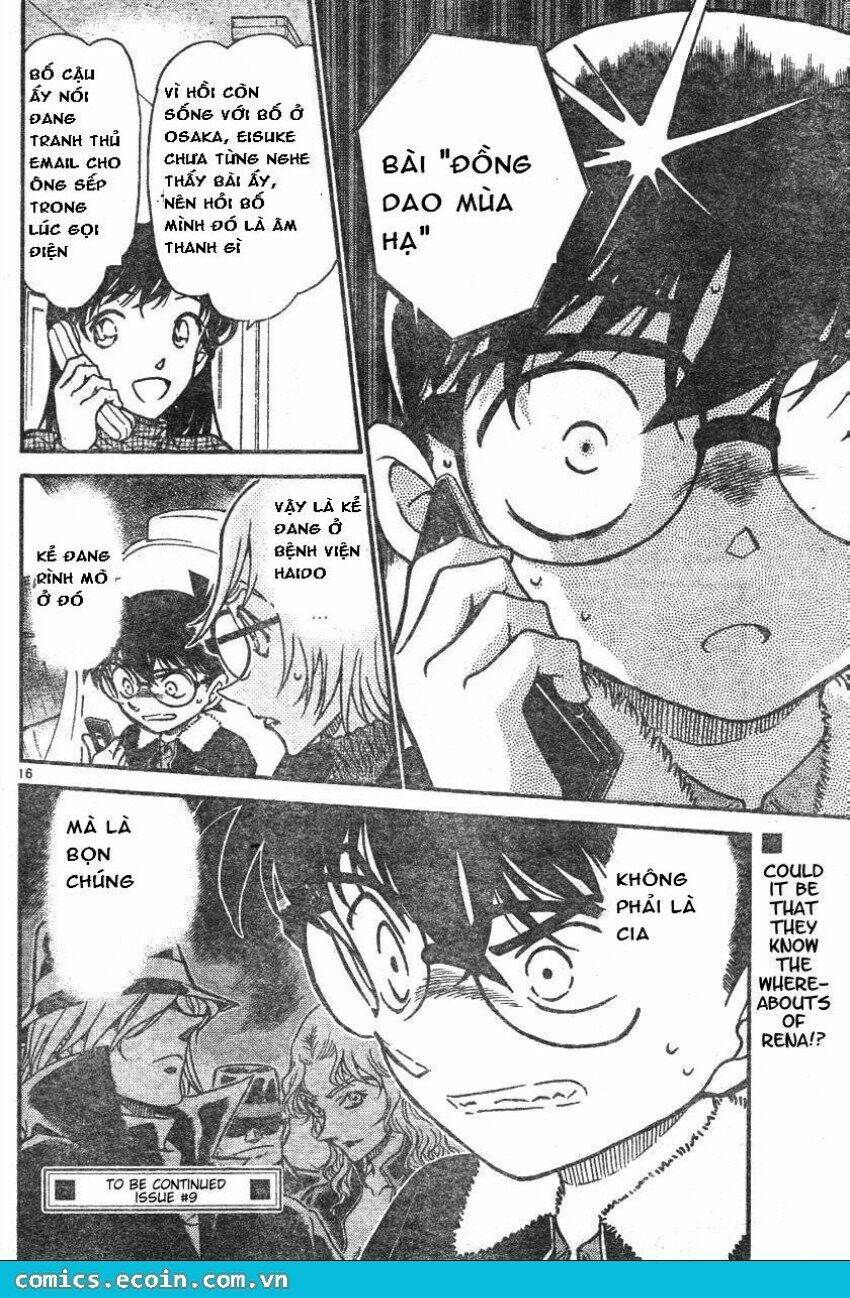 BÀI "ĐỒNG
DAO MÙA
HẠ"
VÌ HỒI CÒN
SỐNG VỚI BỐ Ở
OSAKA, EISUKE
CHƯA TỪNG NGHE
THẤY BÀI ẤY,
NÊN HỎI BỐ
MÌNH ĐÓ LÀ ÂM
THANH GÌ
BỐ CẬU
ẤY NÓI
ĐANG
TRANH THỦ
EMAIL CHO
ÔNG SẾP
TRONG
LÚC GỌI
ĐIỆN
VẬY LÀ KẺ
ĐANG Ở
BỆNH VIỆN
HAIDO
...
KẺ ĐANG
RÌNH MÒ
Ở ĐÓ
16
KHÔNG
PHẢI LÀ
CIA
MÀ LÀ
BỌN
CHÚNG
COULD
IT BE
THAT
THEY
KNOW
THE
WHERE-
ABOUTS
OF
RENA!?
TO BE CONTINUED
ISSUE #9
comics.ecoin.com.vn